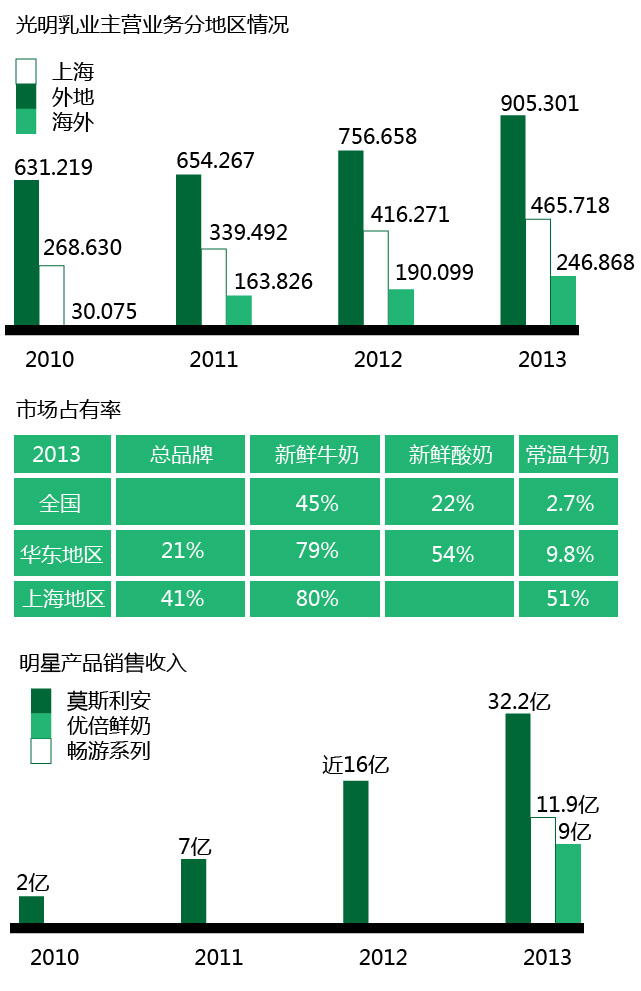 光明乳业主营业务分地区情况
上海
外地
海外
905.301
756.658
631.219
654.267
465.718
416.271
339.492
268.630
246.868
190.099
163.826
30.075
2010 2011 2012 2013
市场占有率
2013 总品牌 新鲜牛奶 新鲜酸奶 常温牛奶
全国 45% 22% 2.7%
华东地区 21% 79% 54% 9.8%
上海地区 41% 80% 51%
明星产品销售收入
莫斯利安
优倍鲜奶
畅游系列
32.2亿
近16亿
11.9亿
9亿
7亿
2亿
2010 2011 2012 2013